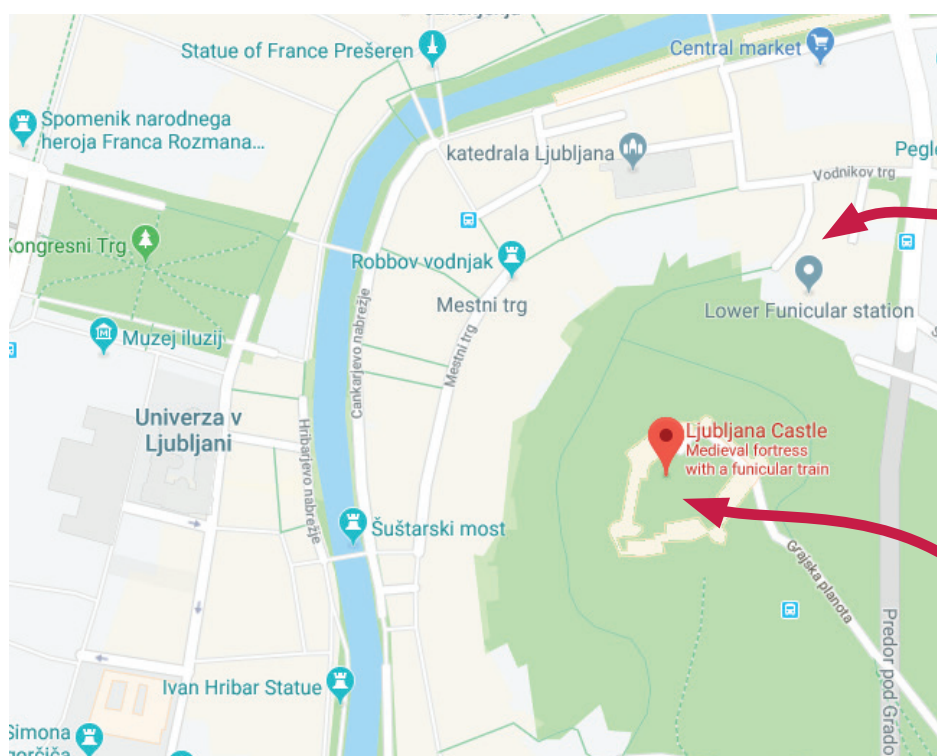 Statue of France Prešeren
Central market
Spomenik narodnega
heroja Franca Rozmana...
katedrala Ljubljana
Vodnikov trg
Kongresni Trg
Robbov vodnjak
Mestni trg
Lower Funicular station
Muzej iluzij
Cankarjevo nabrežje
Mestni trg
Univerza v
Ljubljani
Hribarjevo nabrežje
Ljubljana Castle
Medieval fortress
with a funicular train
Šuštarski most
Grajska planota
Ivan Hribar Statue
Predor pod Grado
Simona